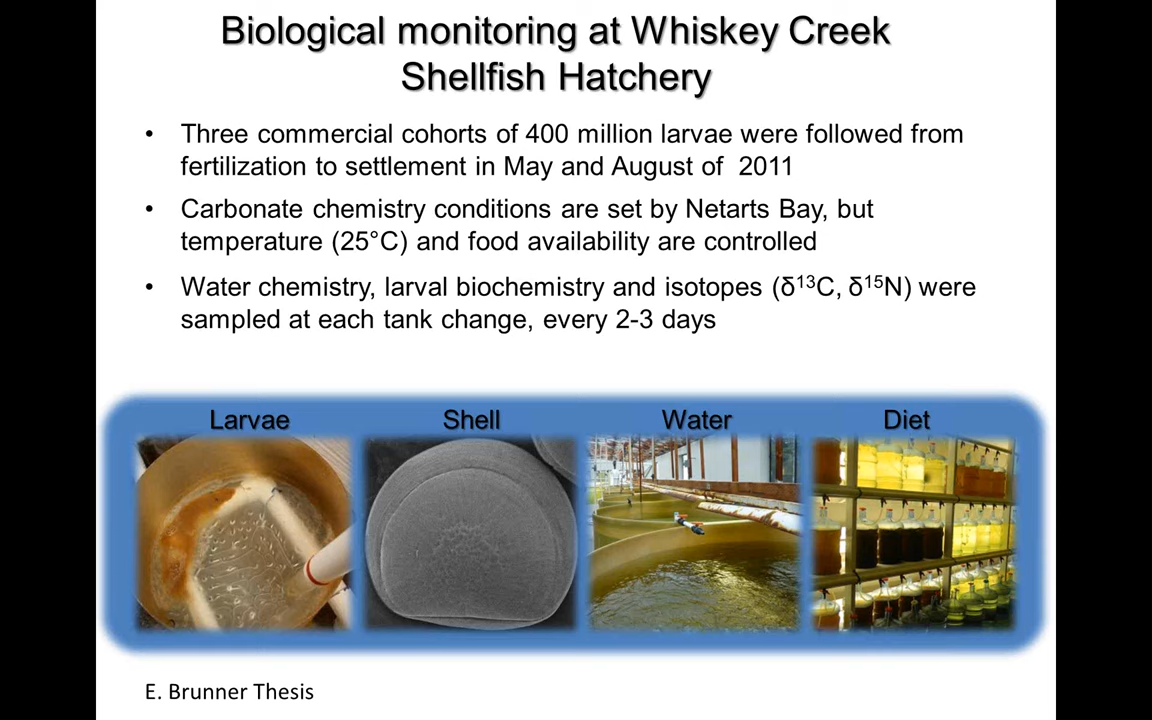 Biological monitoring at Whiskey Creek
Shellfish Hatchery
• Three commercial cohorts of 400 million larvae were followed from
fertilization to settlement in May and August of  2011
• Carbonate chemistry conditions are set by Netarts Bay, but
temperature (25°C) and food availability are controlled
• Water chemistry, larval biochemistry and isotopes (δ¹³C, δ¹⁵N) were
sampled at each tank change, every 2-3 days
Larvae Shell Water Diet
E. Brunner Thesis